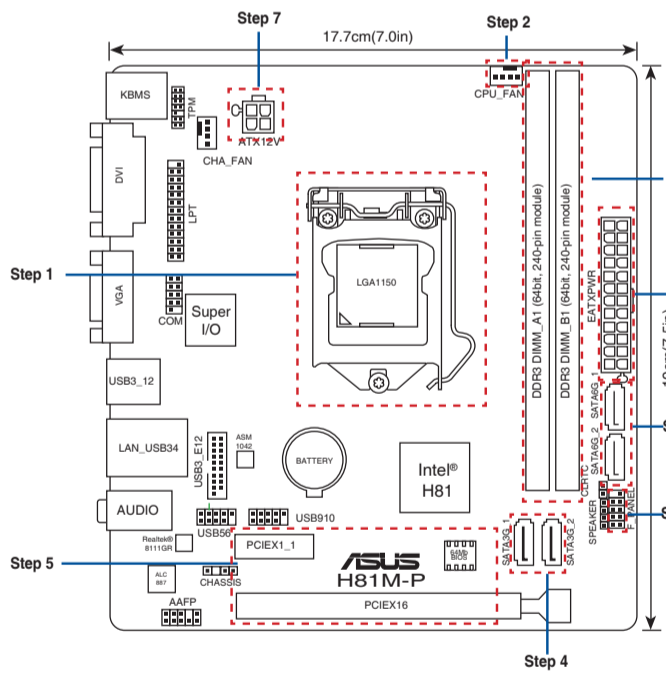 Step 7
Step 2
17.7cm(7.0in)
KBMS
TPM
CHA_FAN
ATX12V
CPU_FAN
DVI
LPT
DDR3 DIMM_A1 (64bit, 240-pin module)
DDR3 DIMM_B1 (64bit, 240-pin module)
EATXPWR
Step 1
VGA
COM
Super
I/O
LGA1150
USB3_12
SATA6G_1
LAN_USB34
USB3_E12
ASM
1042
BATTERY
Intel®
H81
SATA6G_2
CLRTC
AUDIO
USB56
USB910
SPEAKER
F_PANEL
Realtek®
8111GR
PCIEX1_1
SATA3G_1
SATA3G_2
Step 5
ALC
887
CHASSIS
ASUS
H81M-P
64Mb
BIOS
AAFP
PCIEX16
Step 4